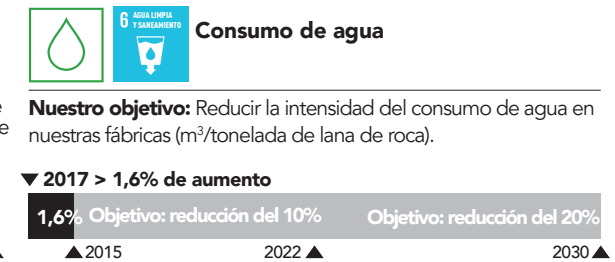 6 AGUA LIMPIA
Y SANEAMIENTO
Consumo de agua
e
Nuestro objetivo: Reducir la intensidad del consumo de agua en
e
nuestras fábricas (m³/tonelada de lana de roca).
▼ 2017 > 1,6% de aumento
1,6% Objetivo: reducción del 10% Objetivo: reducción del 20%
▲ 2015 2022 ▲ 2030 ▲